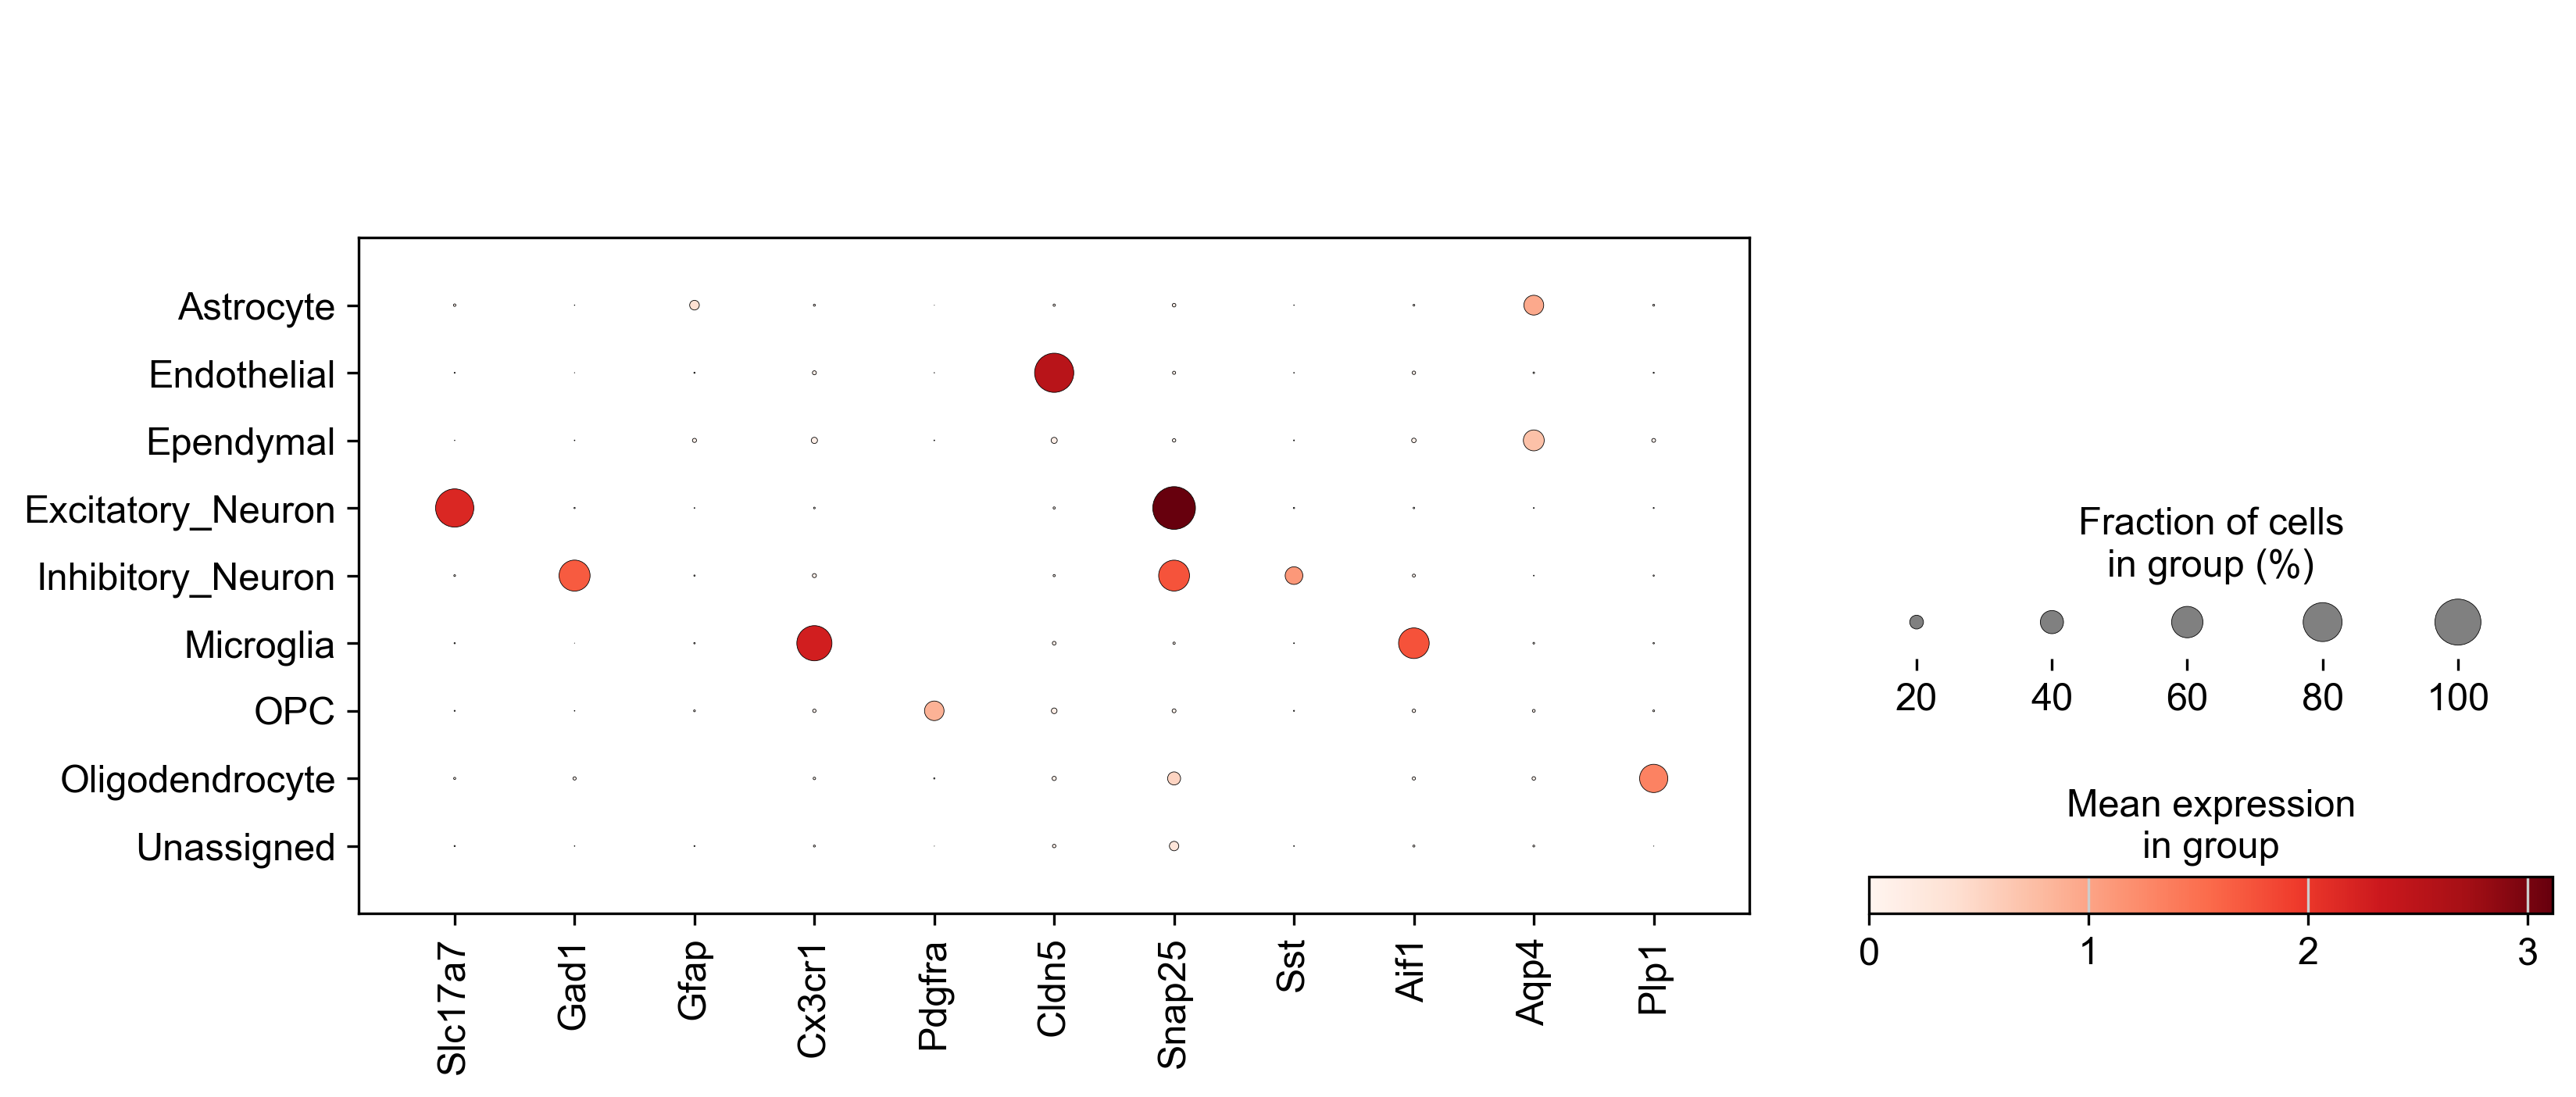 Astrocyte
Endothelial
Ependymal
Excitatory_Neuron
Inhibitory_Neuron
Microglia
OPC
Oligodendrocyte
Unassigned
Slc17a7
Gad1
Gfap
Cx3cr1
Pdgfra
Cldn5
Snap25
Sst
Aif1
Aqp4
Plp1
Fraction of cells
in group (%)
20 40 60 80 100
Mean expression
in group
0 1 2 3